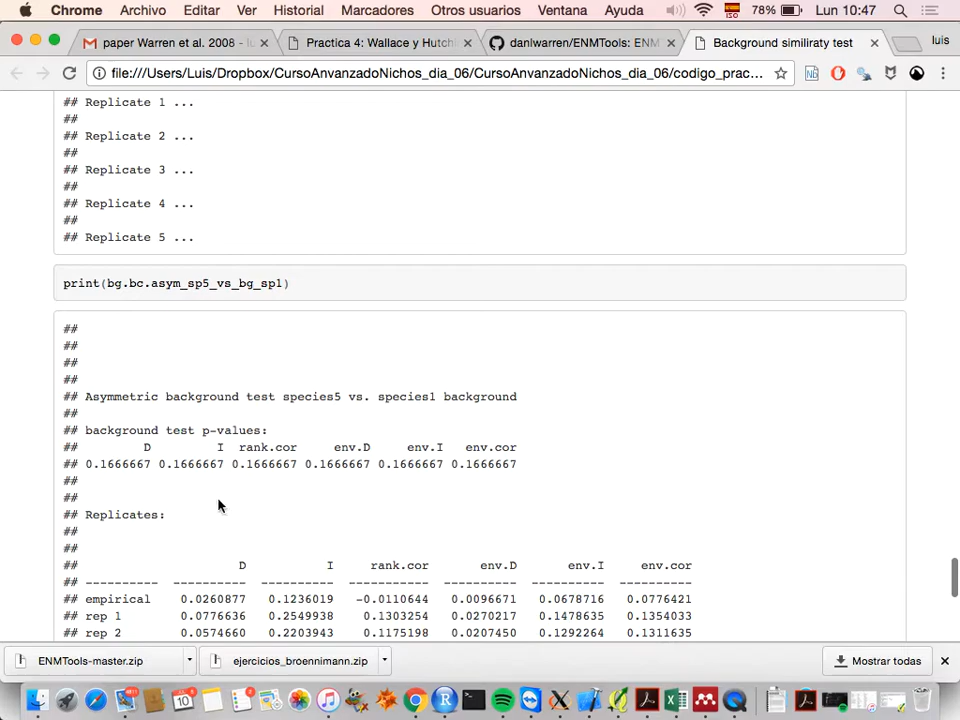 Chrome Archivo Editar Ver Historial Marcadores Otros usuarios Ventana Ayuda ISO 78% Lun 10:47
paper Warren et al. 2008 - lu
Practica 4: Wallace y Hutchi
danlwarren/ENMTools: ENM
Background similiraty test
luis
file:///Users/Luis/Dropbox/CursoAnvanzadoNichos_dia_06/CursoAnvanzadoNichos_dia_06/codigo_prac...
## Replicate 1 ...
##
## Replicate 2 ...
##
## Replicate 3 ...
##
## Replicate 4 ...
##
## Replicate 5 ...
print(bg.bc.asym_sp5_vs_bg_sp1)
##
##
##
##
## Asymmetric background test species5 vs. species1 background
##
## background test p-values:
## D I rank.cor env.D env.I env.cor
## 0.1666667 0.1666667 0.1666667 0.1666667 0.1666667 0.1666667
##
##
## Replicates:
##
##
## D I rank.cor env.D env.I env.cor
## ---------- ---------- ---------- ----------- ---------- ---------- ----------
## empirical 0.0260877 0.1236019 -0.0110644 0.0096671 0.0678716 0.0776421
## rep 1 0.0776636 0.2549938 0.1303254 0.0270217 0.1478635 0.1354033
## rep 2 0.0574660 0.2203943 0.1175198 0.0207450 0.1292264 0.1311635
ENMTools-master.zip
ejercicios_broennimann.zip
Mostrar todas